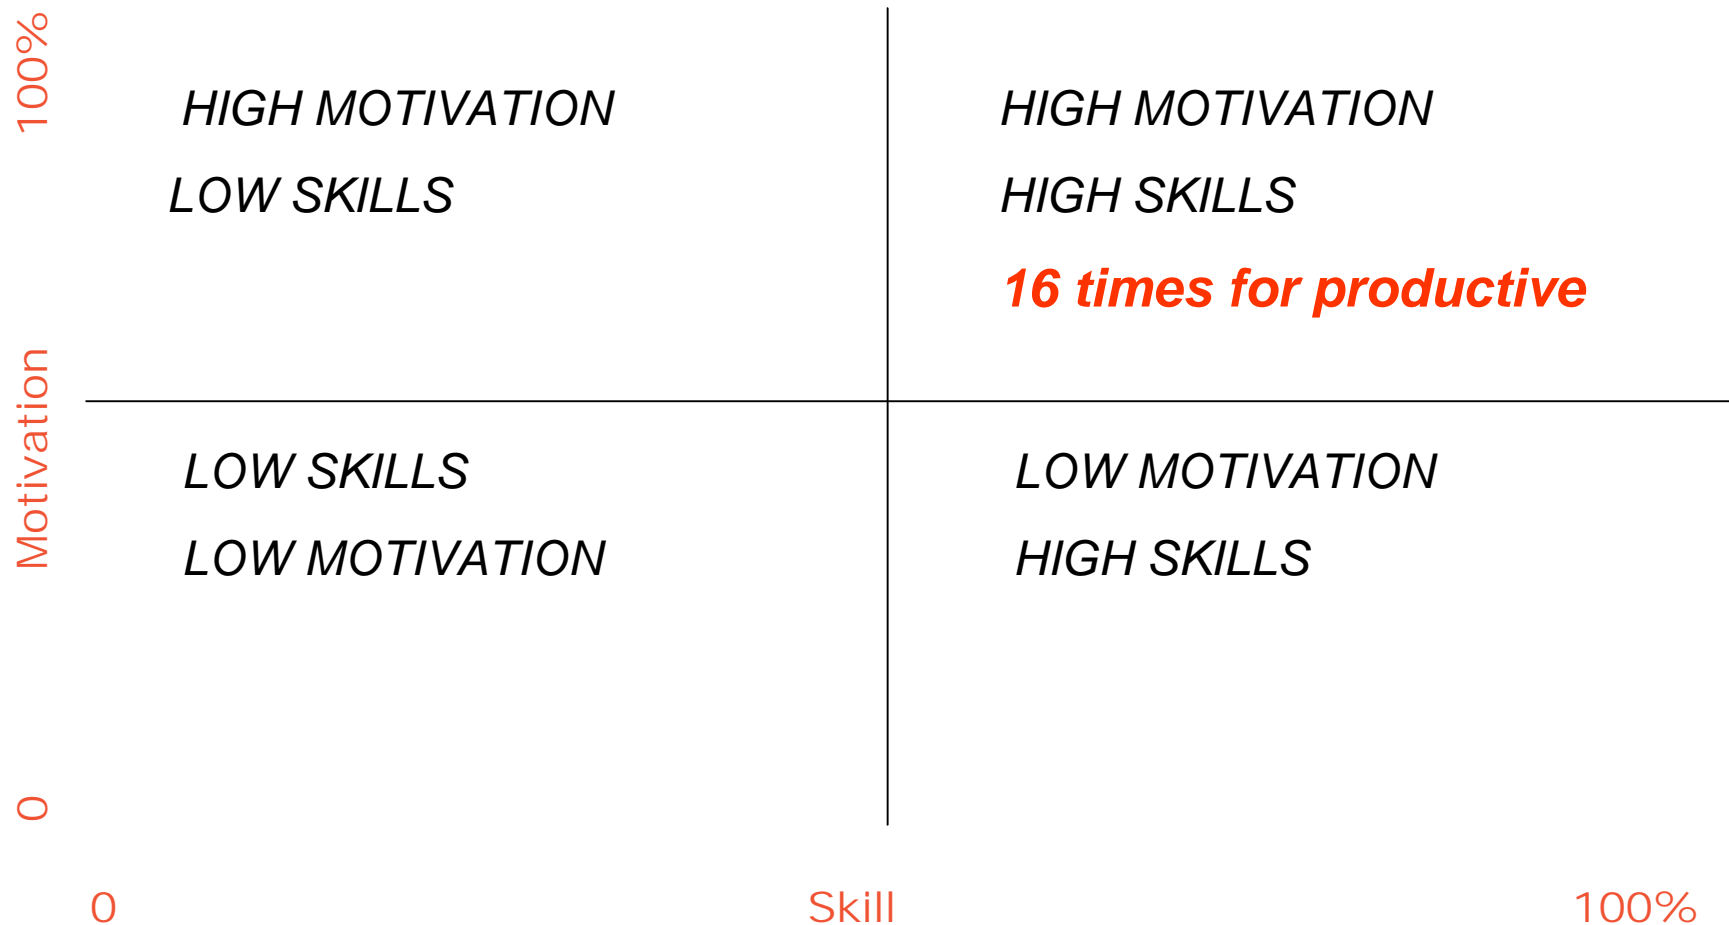 100%
HIGH MOTIVATION
LOW SKILLS
HIGH MOTIVATION
HIGH SKILLS
16 times for productive
Motivation
LOW SKILLS
LOW MOTIVATION
LOW MOTIVATION
HIGH SKILLS
0
0
Skill
100%